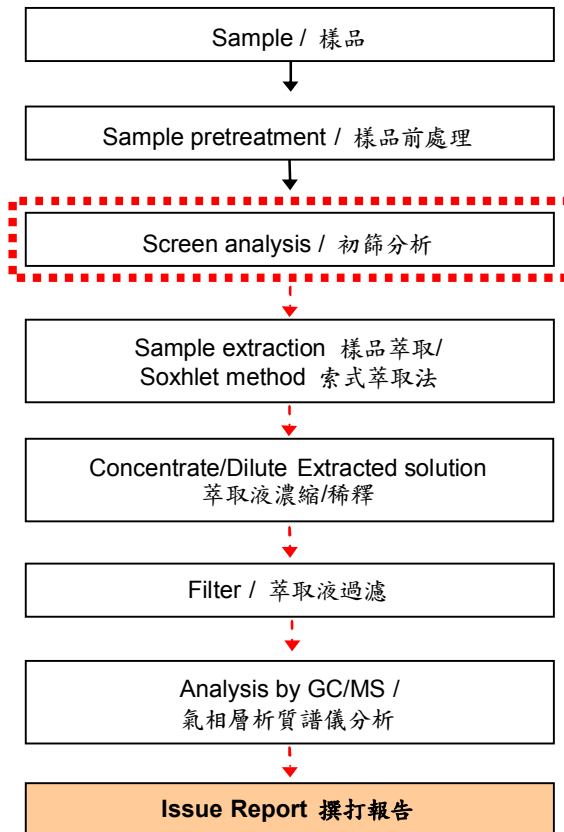 Sample / 樣品
Sample pretreatment / 樣品前處理
Screen analysis / 初篩分析
Sample extraction 樣品萃取/
Soxhlet method 索式萃取法
Concentrate/Dilute Extracted solution
萃取液濃縮/稀釋
Filter / 萃取液過濾
Analysis by GC/MS /
氣相層析質譜儀分析
Issue Report 撰打報告